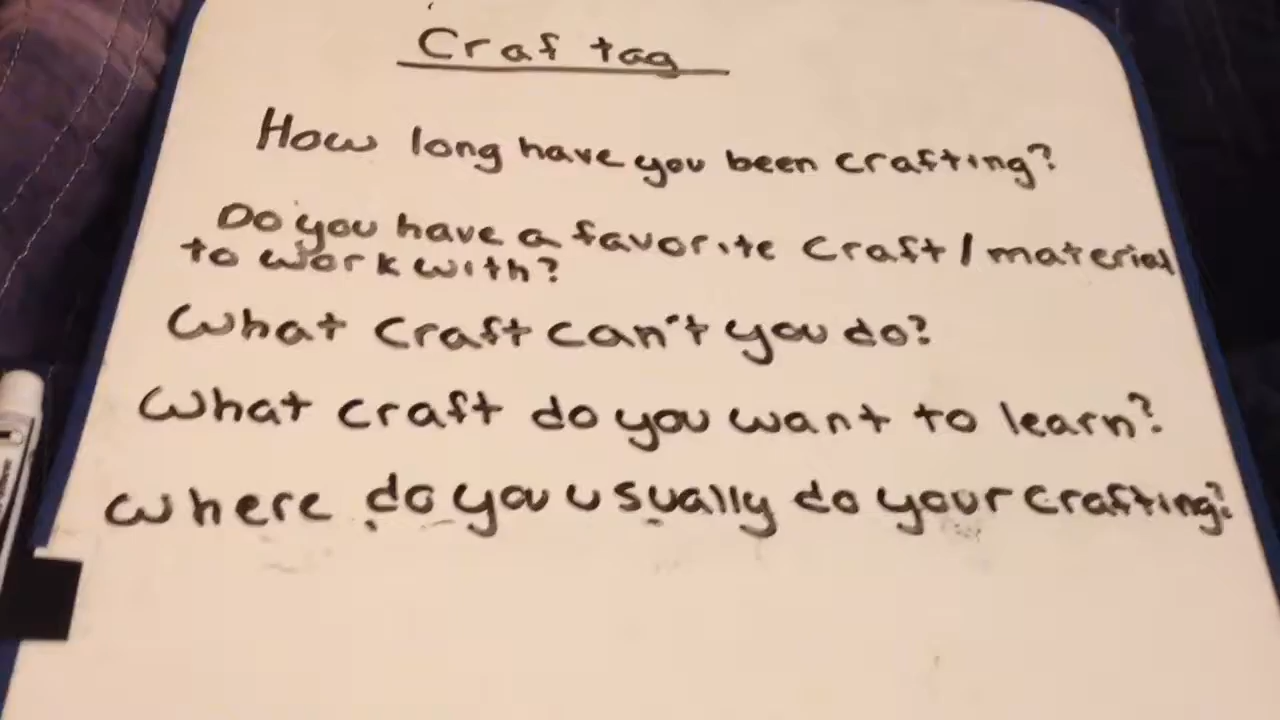 Craf tag
How long have you been crafting?
Do you have a favorite craft/material
to work with?
What craft can't you do?
What craft do you want to learn?
Where do you usually do your crafting?